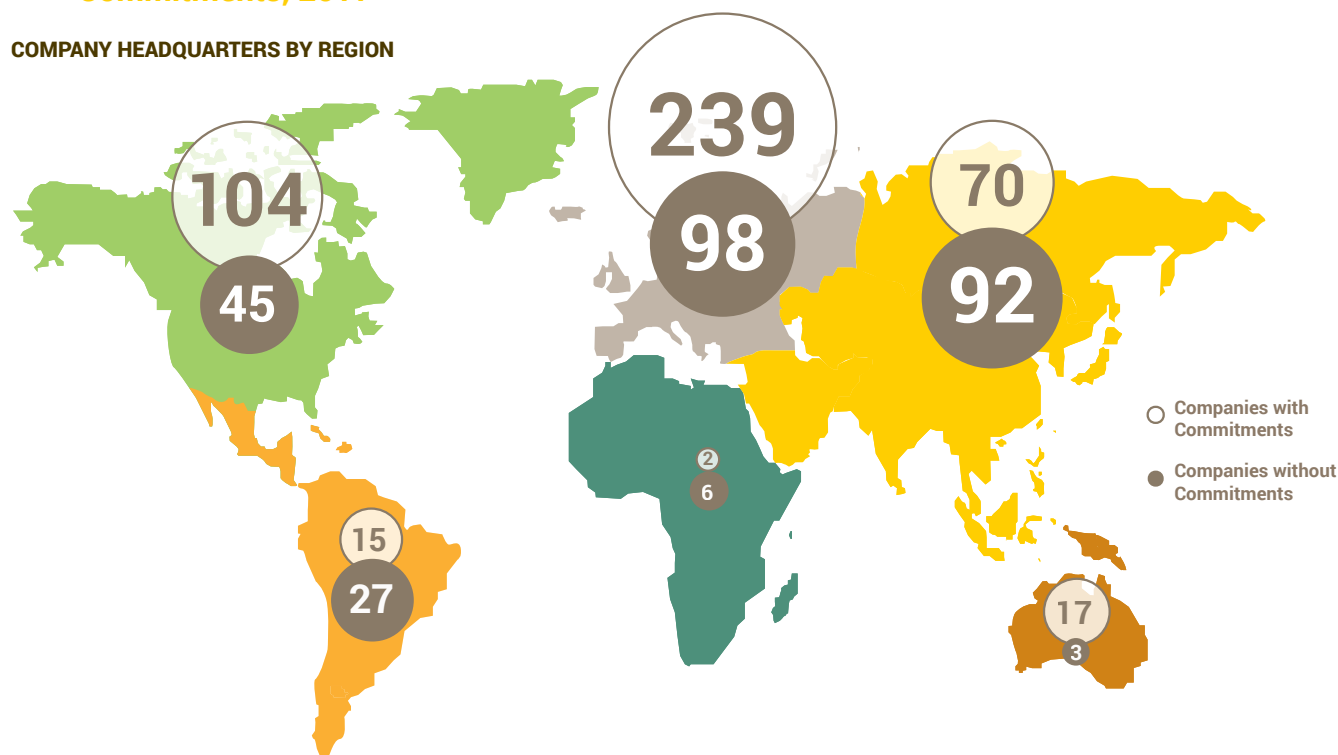 COMPANY HEADQUARTERS BY REGION
239
104
70
98
92
45
Companies with
Commitments
2
Companies without
Commitments
6
15
27
17
3